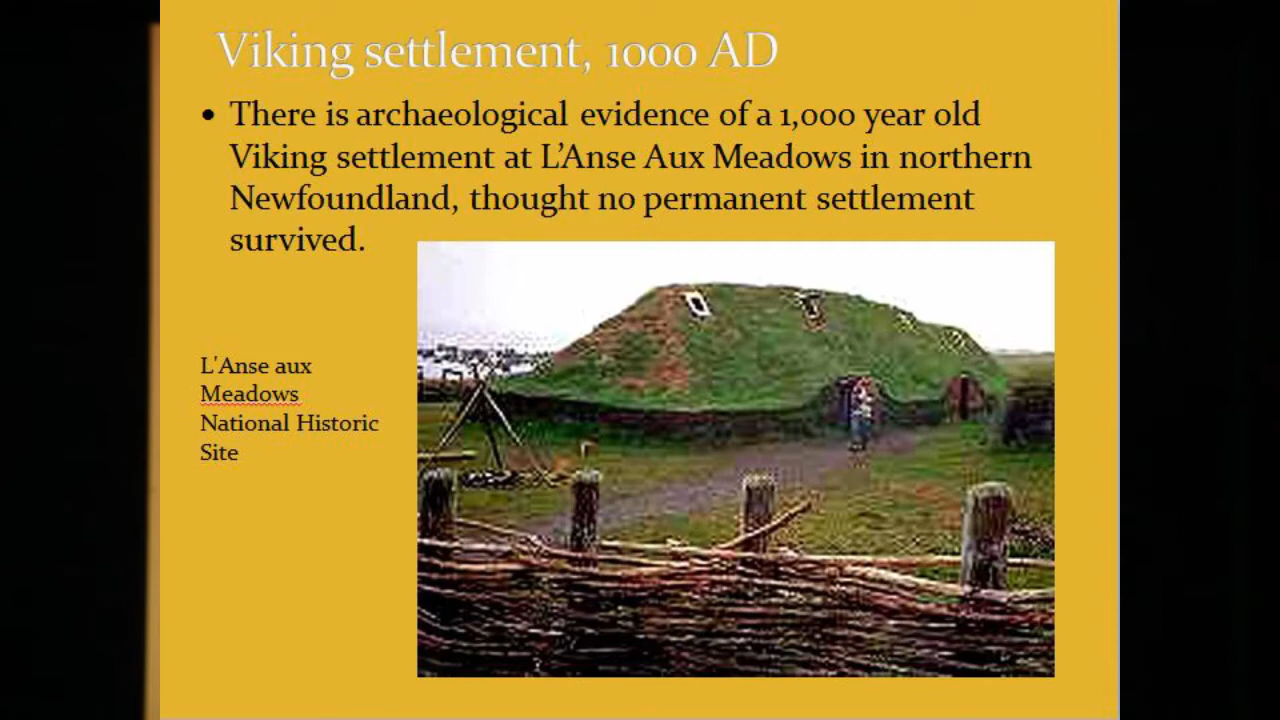 Viking settlement, 1000 AD
• There is archaeological evidence of a 1,000 year old
Viking settlement at L’Anse Aux Meadows in northern
Newfoundland, thought no permanent settlement
survived.
L'Anse aux
Meadows
National Historic
Site